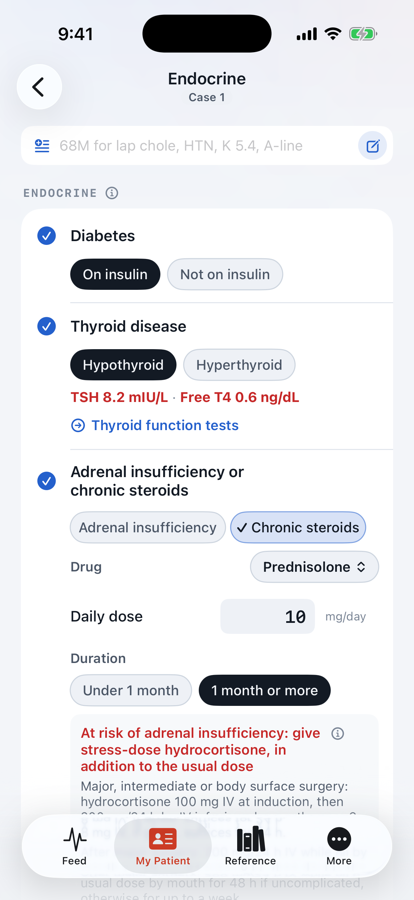 9:41
Endocrine
Case 1
68M for lap chole, HTN, K 5.4, A-line
ENDOCRINE
Diabetes
On insulin
Not on insulin
Thyroid disease
Hypothyroid
Hyperthyroid
TSH 8.2 mIU/L · Free T4 0.6 ng/dL
Thyroid function tests
Adrenal insufficiency or
chronic steroids
Adrenal insufficiency
✓ Chronic steroids
Drug
Prednisolone
Daily dose
10
mg/day
Duration
Under 1 month
1 month or more
At risk of adrenal insufficiency: give
stress-dose hydrocortisone, in
addition to the usual dose
Major, intermediate or body surface surgery:
hydrocortisone 100 mg IV at induction, then
Feed
My Patient
Reference
More
usual dose by mouth for 48 h if uncomplicated,
otherwise for up to a week.